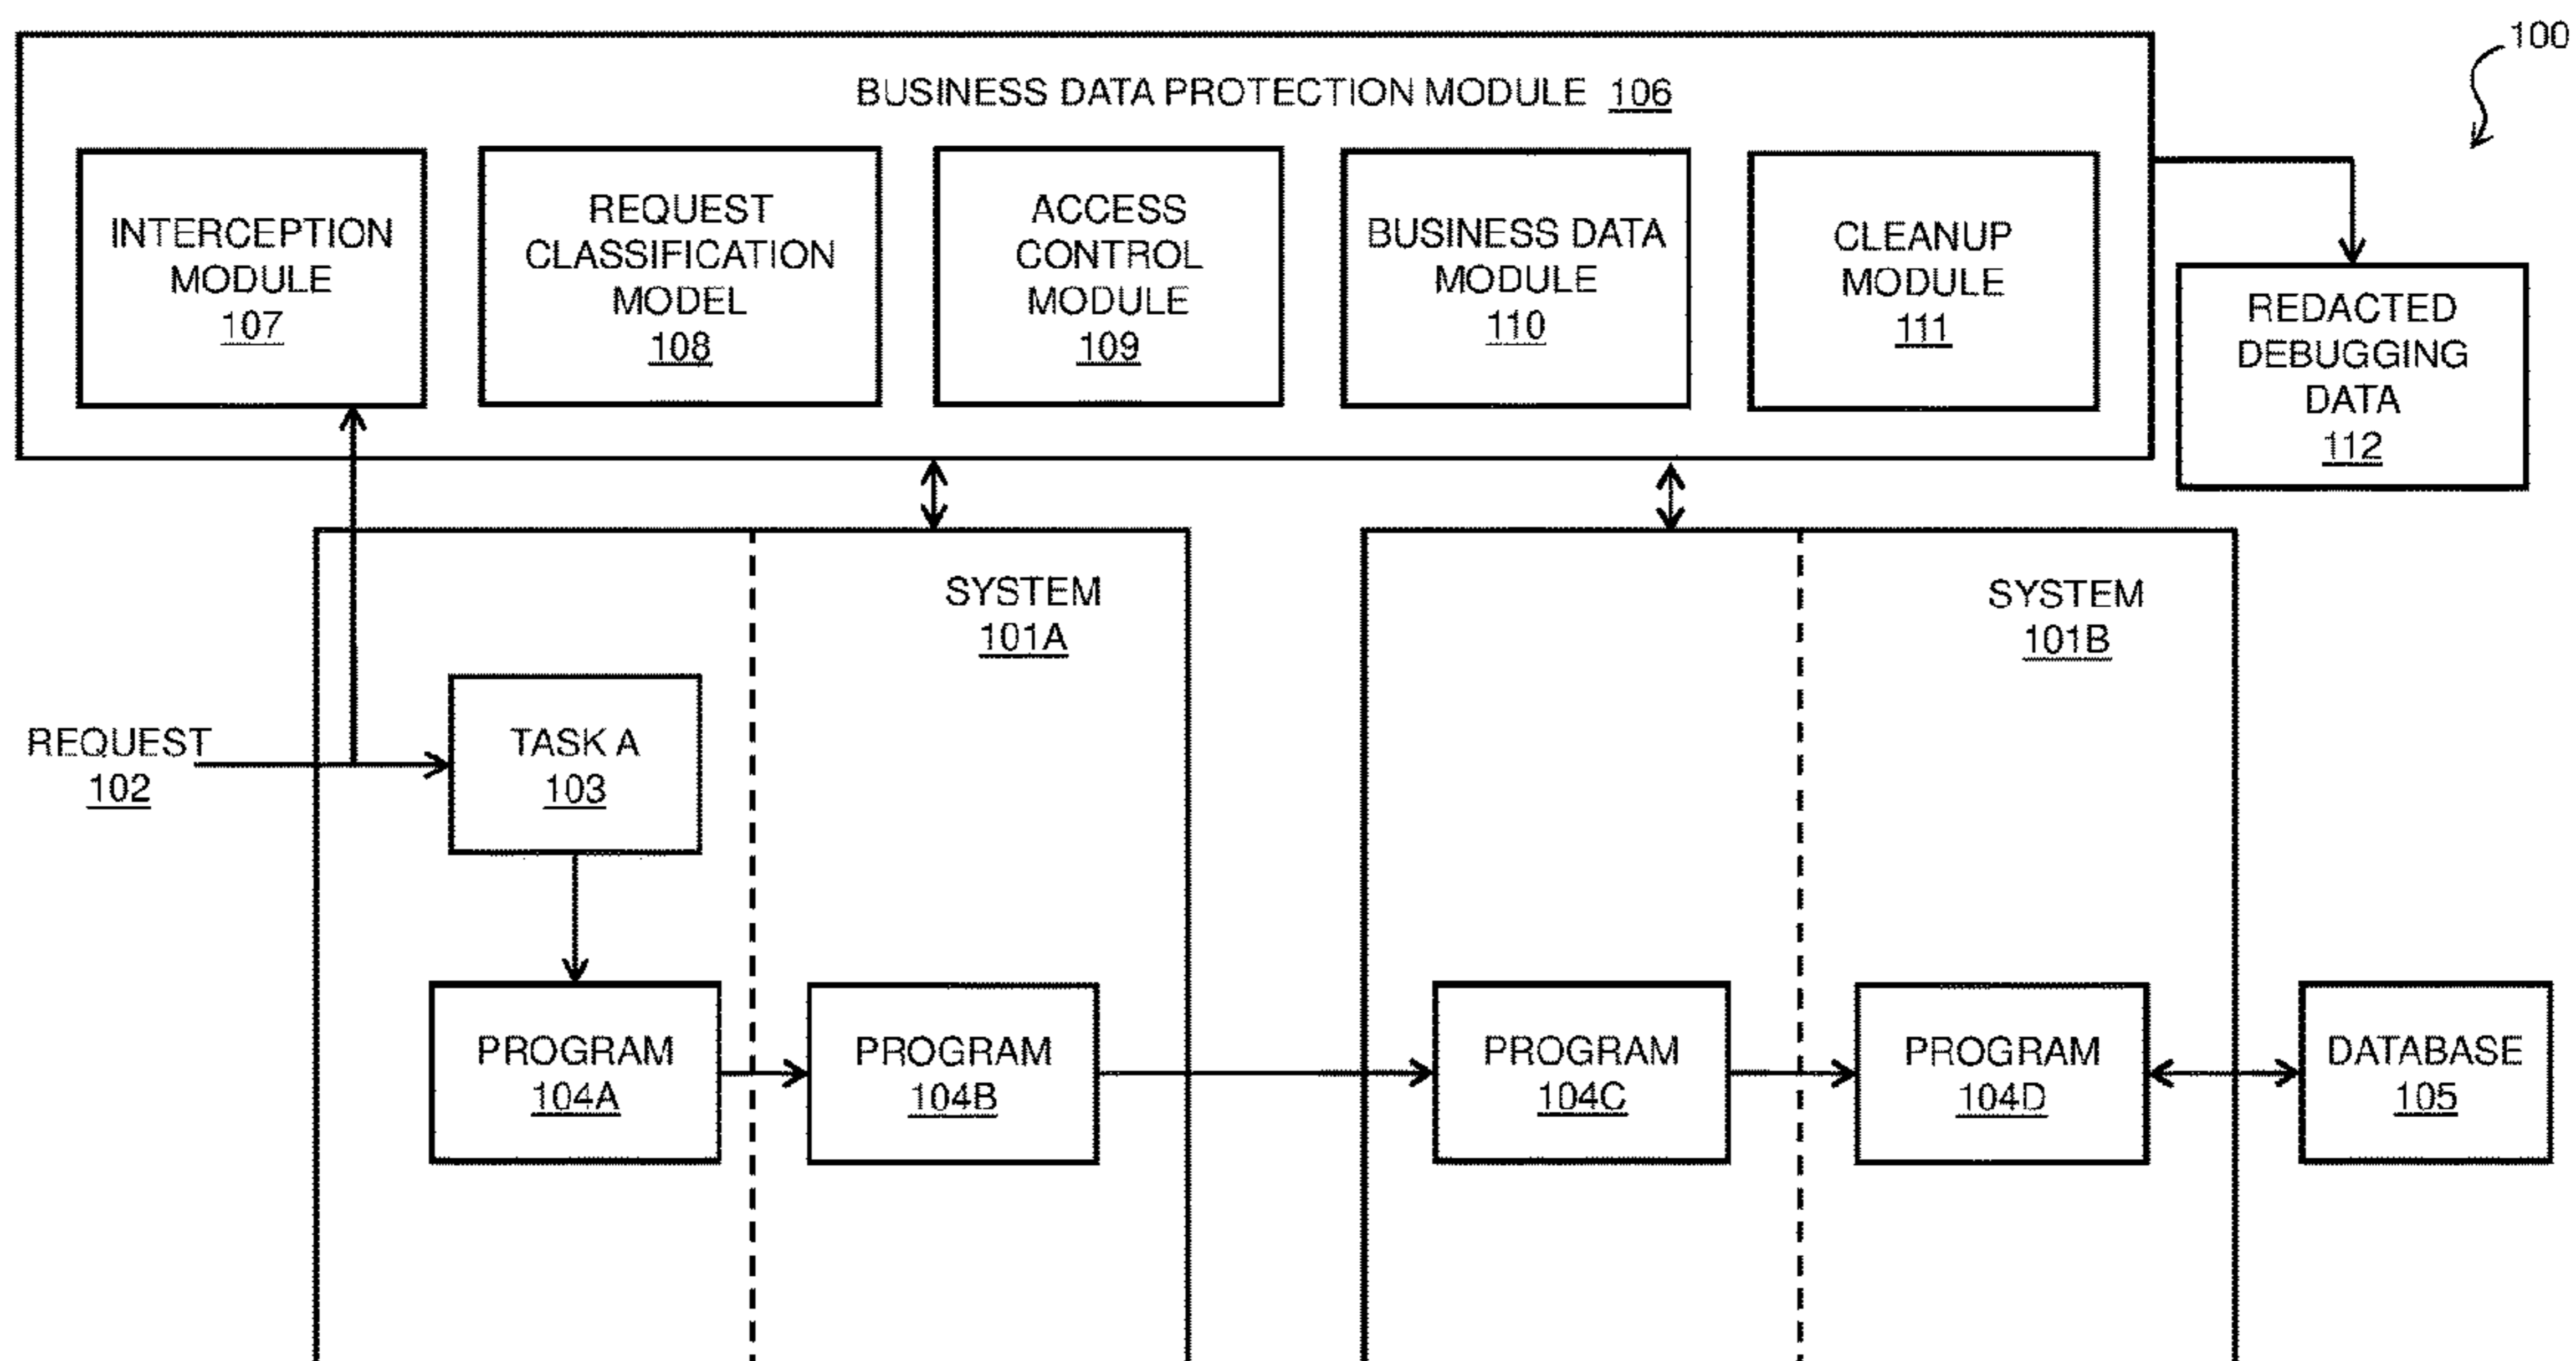 100
BUSINESS DATA PROTECTION MODULE 106
INTERCEPTION
MODULE
107
REQUEST
CLASSIFICATION
MODEL
108
ACCESS
CONTROL
MODULE
109
BUSINESS DATA
MODULE
110
CLEANUP
MODULE
111
REDACTED
DEBUGGING
DATA
112
SYSTEM
101A
SYSTEM
101B
REQUEST
102
TASK A
103
PROGRAM
104A
PROGRAM
104B
PROGRAM
104C
PROGRAM
104D
DATABASE
105